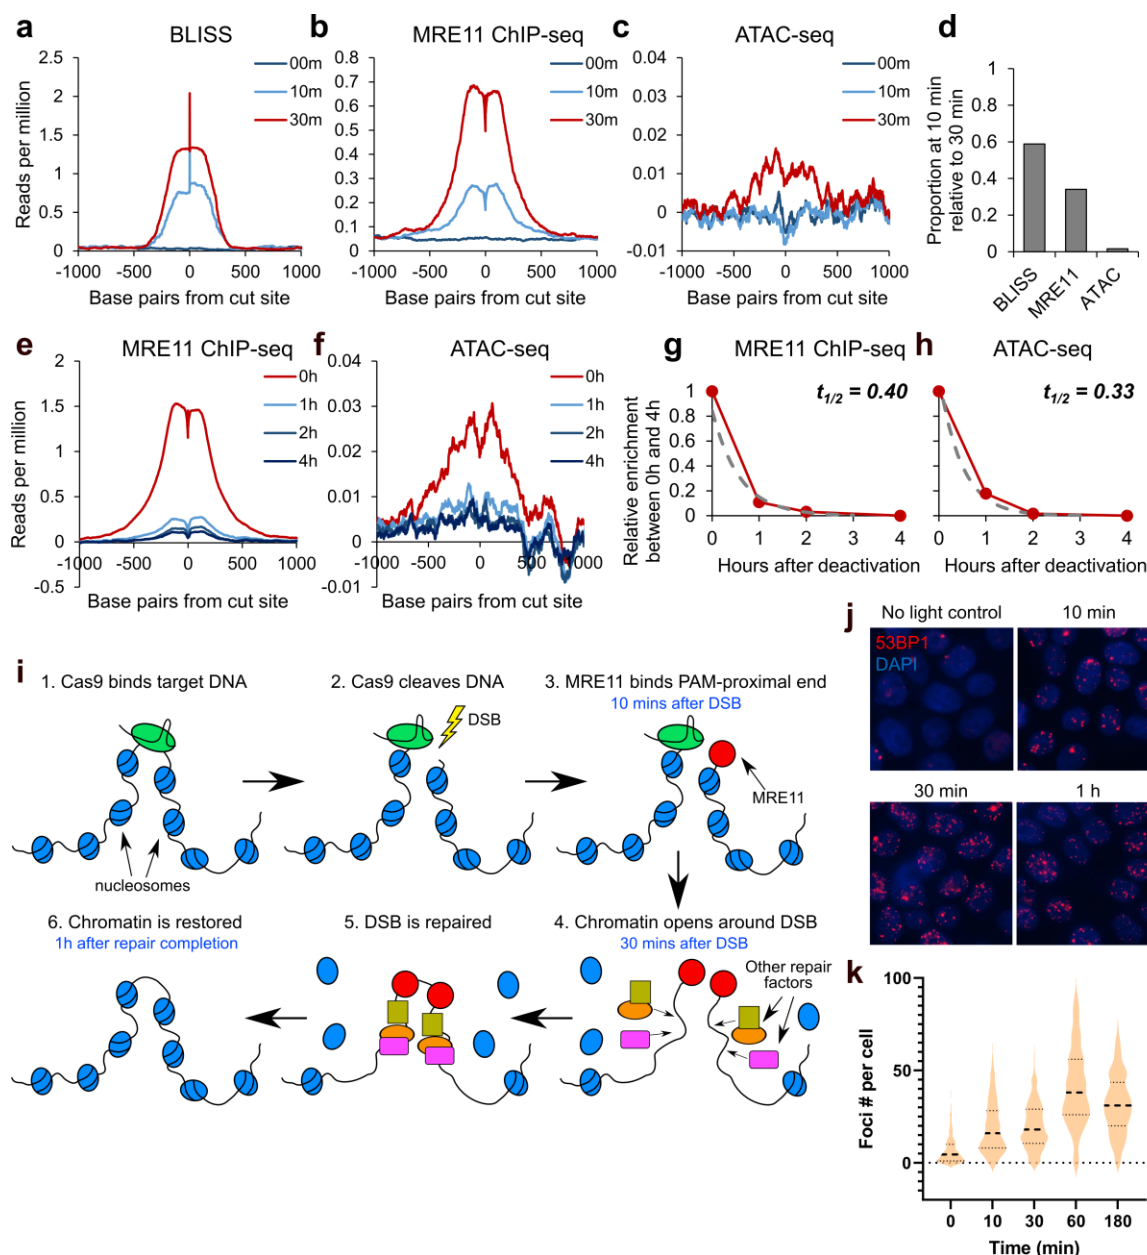 a
BLISS
00m
10m
30m
Reads per million
2.5
2
1.5
1
0.5
0
-1000 -500 0 500 1000
Base pairs from cut site
b
MRE11 ChIP-seq
00m
10m
30m
0.8
0.7
0.6
0.5
0.4
0.3
0.2
0.1
0
-1000 -500 0 500 1000
Base pairs from cut site
c
ATAC-seq
00m
10m
30m
0.04
0.03
0.02
0.01
0
-0.01
-1000 -500 0 500 1000
Base pairs from cut site
d
Proportion at 10 min
relative to 30 min
1
0.8
0.6
0.4
0.2
0
BLISS
MRE11
ATAC
e
MRE11 ChIP-seq
0h
1h
2h
4h
Reads per million
2
1.5
1
0.5
0
-0.5
-1000 -500 0 500 1000
Base pairs from cut site
f
ATAC-seq
0h
1h
2h
4h
0.04
0.03
0.02
0.01
0
-0.01
-1000 -500 0 500 1000
Base pairs from cut site
g
MRE11 ChIP-seq
t1/2 = 0.40
Relative enrichment
between 0h and 4h
1
0.8
0.6
0.4
0.2
0
0 1 2 3 4
Hours after deactivation
h
ATAC-seq
t1/2 = 0.33
0 1 2 3 4
Hours after deactivation
i
1. Cas9 binds target DNA
nucleosomes
2. Cas9 cleaves DNA
DSB
3. MRE11 binds PAM-proximal end
10 mins after DSB
MRE11
6. Chromatin is restored
1h after repair completion
5. DSB is repaired
4. Chromatin opens around DSB
30 mins after DSB
Other repair
factors
j
No light control
53BP1
DAPI
10 min
30 min
1 h
k
Foci # per cell
100
50
0
0 10 30 60 180
Time (min)